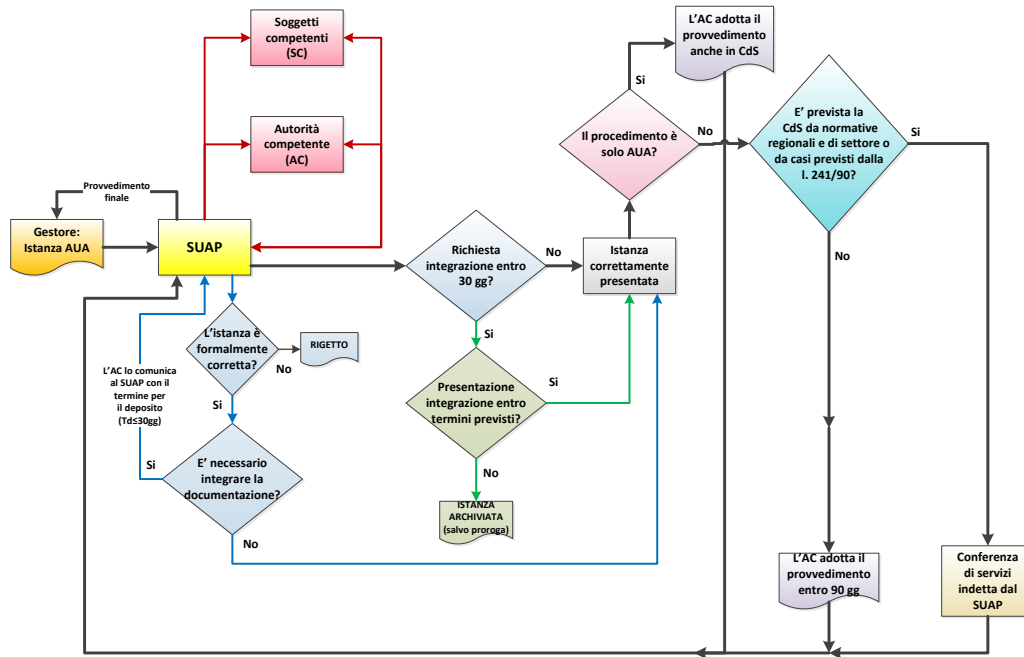 Soggetti
competenti
(SC)
L'AC adotta il
provvedimento
anche in CdS
Si
Autorità
competente
(AC)
Il procedimento è
solo AUA?
No
E' prevista la
CdS da normative
regionali e di settore o
da casi previsti dalla
l. 241/90?
Si
Provvedimento
finale
Gestore:
Istanza AUA
SUAP
Richiesta
integrazione entro
30 gg?
No
Istanza
correttamente
presentata
No
L'istanza è
formalmente
corretta?
No
RIGETTO
Si
L'AC lo comunica
al SUAP con il
termine per
il deposito
(Td≤30gg)
Si
Presentazione
integrazione entro
termini previsti?
Si
Si
E' necessario
integrare la
documentazione?
No
No
ISTANZA
ARCHIVIATA
(salvo proroga)
L'AC adotta il
provvedimento
entro 90 gg
Conferenza
di servizi
indetta dal
SUAP